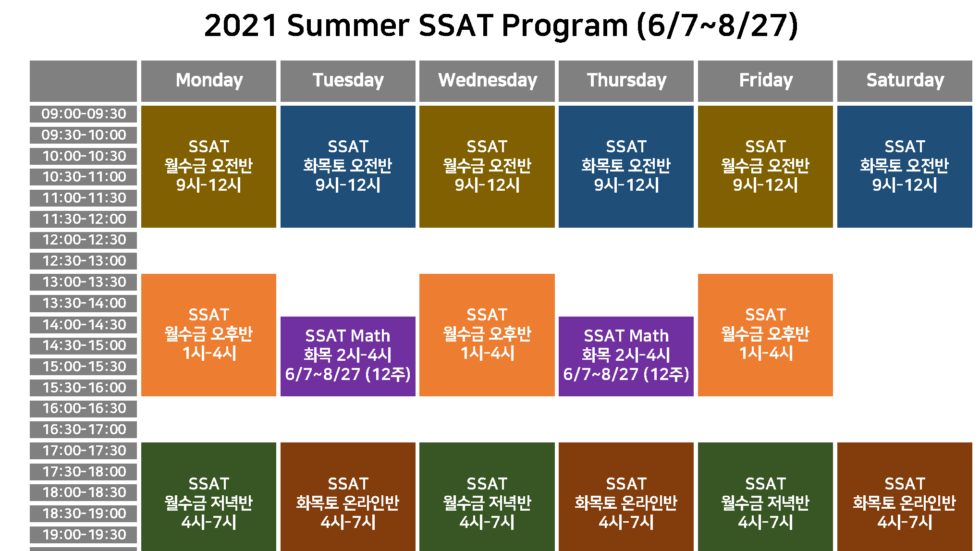 2021 Summer SSAT Program (6/7~8/27)
Monday Tuesday Wednesday Thursday Friday Saturday
09:00-09:30
09:30-10:00
10:00-10:30
10:30-11:00
11:00-11:30
11:30-12:00
SSAT SSAT SSAT SSAT SSAT SSAT
월수금 오전반 화목토 오전반 월수금 오전반 화목토 오전반 월수금 오전반 화목토 오전반
9시-12시 9시-12시 9시-12시 9시-12시 9시-12시 9시-12시
12:00-12:30
12:30-13:00
13:00-13:30
13:30-14:00
14:00-14:30
14:30-15:00
15:00-15:30
15:30-16:00
SSAT SSAT SSAT
월수금 오후반 월수금 오후반 월수금 오후반
1시-4시 1시-4시 1시-4시
SSAT Math SSAT Math
화목 2시-4시 화목 2시-4시
6/7~8/27 (12주) 6/7~8/27 (12주)
16:00-16:30
16:30-17:00
17:00-17:30
17:30-18:00
18:00-18:30
18:30-19:00
19:00-19:30
SSAT SSAT SSAT SSAT SSAT SSAT
월수금 저녁반 화목토 온라인반 월수금 저녁반 화목토 온라인반 월수금 저녁반 화목토 온라인반
4시-7시 4시-7시 4시-7시 4시-7시 4시-7시 4시-7시